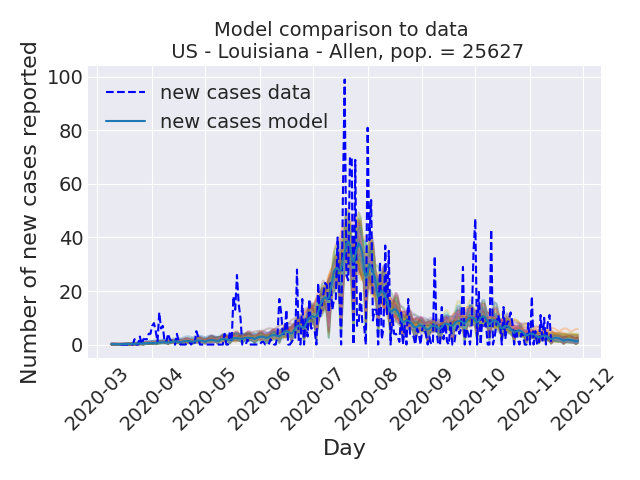 Model comparison to data
US - Louisiana - Allen, pop. = 25627
Number of new cases reported
100
80
60
40
20
0
new cases data
new cases model
2020-03
2020-04
2020-05
2020-06
2020-07
2020-08
2020-09
2020-10
2020-11
2020-12
Day